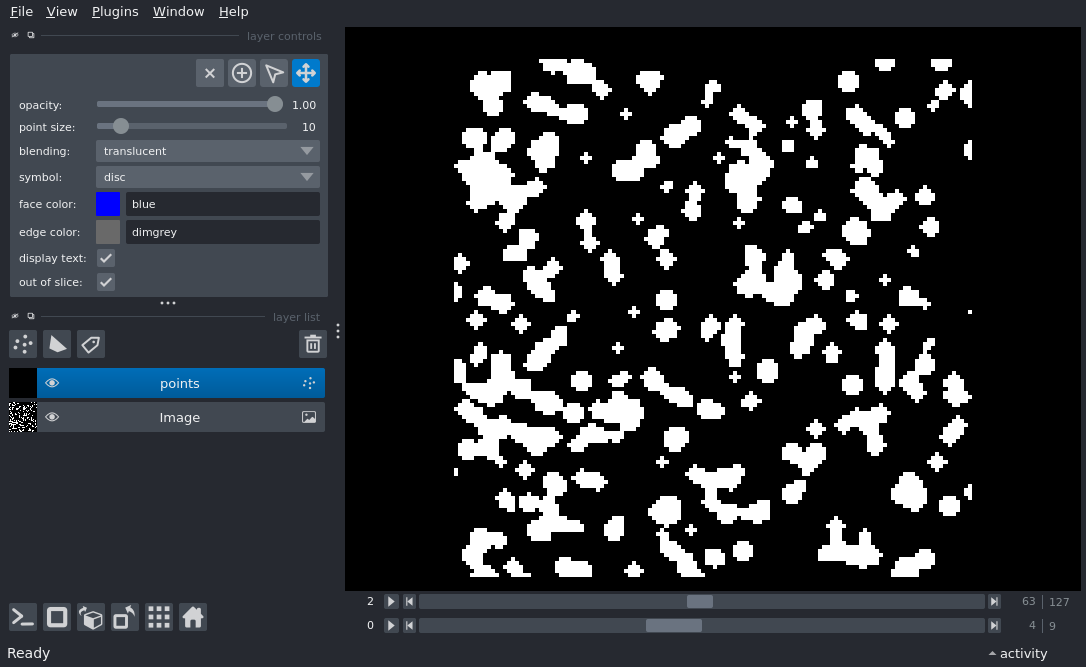 File View Plugins Window Help
layer controls
opacity: 1.00
point size: 10
blending: translucent
symbol: disc
face color: blue
edge color: dimgrey
display text:
out of slice:
layer list
points
Image
2 63 | 127
0 4 | 9
Ready activity